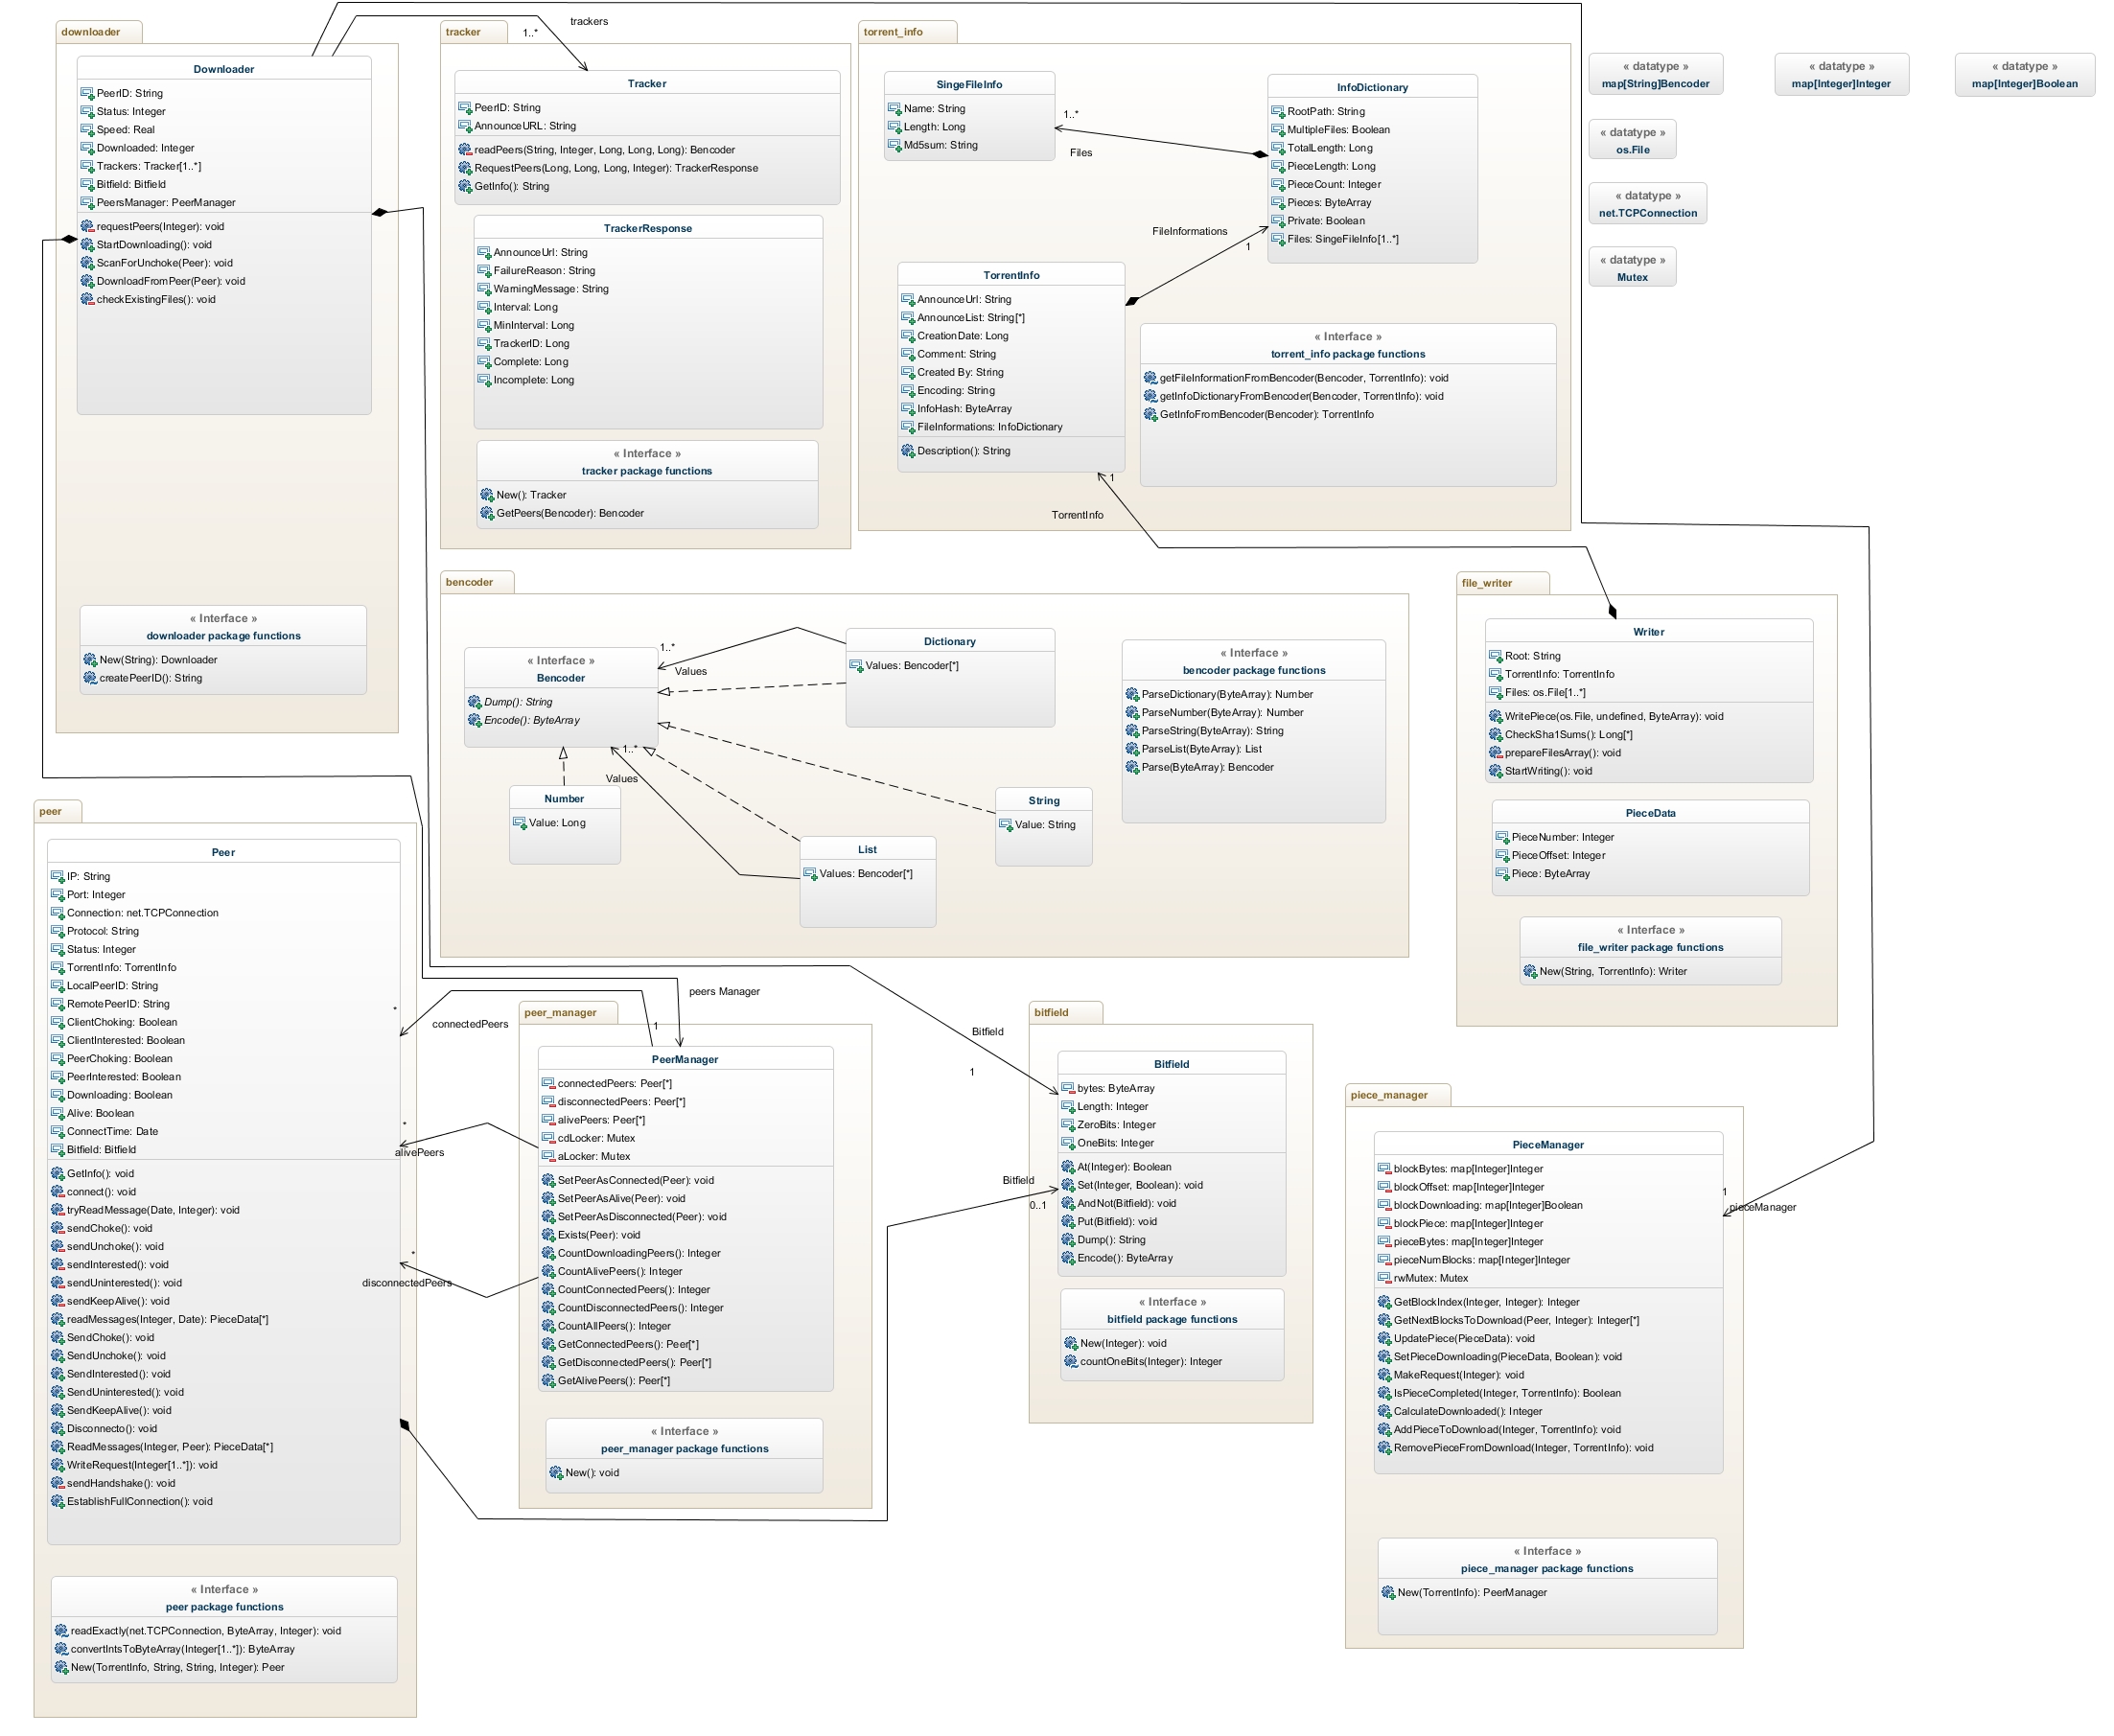 downloader
Downloader
PeerID: String
Status: Integer
Speed: Real
Downloaded: Integer
Trackers: Tracker[1..*]
Bitfield: Bitfield
PeersManager: PeerManager
requestPeers(Integer): void
StartDownloading(): void
ScanForUnchoke(Peer): void
DownloadFromPeer(Peer): void
checkExistingFiles(): void
« Interface »
downloader package functions
New(String): Downloader
createPeerID(): String
trackers
1..*
tracker
Tracker
PeerID: String
AnnounceURL: String
readPeers(String, Integer, Long, Long, Long): Bencoder
RequestPeers(Long, Long, Long, Integer): TrackerResponse
GetInfo(): String
TrackerResponse
AnnounceUrl: String
FailureReason: String
WarningMessage: String
Interval: Long
MinInterval: Long
TrackerID: Long
Complete: Long
Incomplete: Long
« Interface »
tracker package functions
New(): Tracker
GetPeers(Bencoder): Bencoder
torrent_info
SingeFileInfo
Name: String
Length: Long
Md5sum: String
1..*
Files
InfoDictionary
RootPath: String
MultipleFiles: Boolean
TotalLength: Long
PieceLength: Long
PieceCount: Integer
Pieces: ByteArray
Private: Boolean
Files: SingeFileInfo[1..*]
FileInformations
1
TorrentInfo
AnnounceUrl: String
AnnounceList: String[*]
CreationDate: Long
Comment: String
Created By: String
Encoding: String
InfoHash: ByteArray
FileInformations: InfoDictionary
Description(): String
« Interface »
torrent_info package functions
getFileInformationFromBencoder(Bencoder, TorrentInfo): void
getInfoDictionaryFromBencoder(Bencoder, TorrentInfo): void
GetInfoFromBencoder(Bencoder): TorrentInfo
1
TorrentInfo
« datatype »
map[String]Bencoder
« datatype »
map[Integer]Integer
« datatype »
map[Integer]Boolean
« datatype »
os.File
« datatype »
net.TCPConnection
« datatype »
Mutex
bencoder
« Interface »
Bencoder
Dump(): String
Encode(): ByteArray
1..*
Values
Dictionary
Values: Bencoder[*]
1..*
Values
Number
Value: Long
List
Values: Bencoder[*]
String
Value: String
« Interface »
bencoder package functions
ParseDictionary(ByteArray): Number
ParseNumber(ByteArray): Number
ParseString(ByteArray): String
ParseList(ByteArray): List
Parse(ByteArray): Bencoder
file_writer
Writer
Root: String
TorrentInfo: TorrentInfo
Files: os.File[1..*]
WritePiece(os.File, undefined, ByteArray): void
CheckSha1Sums(): Long[*]
prepareFilesArray(): void
StartWriting(): void
PieceData
PieceNumber: Integer
PieceOffset: Integer
Piece: ByteArray
« Interface »
file_writer package functions
New(String, TorrentInfo): Writer
peer
Peer
IP: String
Port: Integer
Connection: net.TCPConnection
Protocol: String
Status: Integer
TorrentInfo: TorrentInfo
LocalPeerID: String
RemotePeerID: String
ClientChoking: Boolean
ClientInterested: Boolean
PeerChoking: Boolean
PeerInterested: Boolean
Downloading: Boolean
Alive: Boolean
ConnectTime: Date
Bitfield: Bitfield
GetInfo(): void
connect(): void
tryReadMessage(Date, Integer): void
sendChoke(): void
sendUnchoke(): void
sendInterested(): void
sendUninterested(): void
sendKeepAlive(): void
readMessages(Integer, Date): PieceData[*]
SendChoke(): void
SendUnchoke(): void
SendInterested(): void
SendUninterested(): void
SendKeepAlive(): void
Disconnecto(): void
ReadMessages(Integer, Peer): PieceData[*]
WriteRequest(Integer[1..*]): void
sendHandshake(): void
EstablishFullConnection(): void
« Interface »
peer package functions
readExactly(net.TCPConnection, ByteArray, Integer): void
convertIntsToByteArray(Integer[1..*]): ByteArray
New(TorrentInfo, String, String, Integer): Peer
*
connectedPeers
*
alivePeers
*
disconnectedPeers
peers Manager
1
peer_manager
PeerManager
connectedPeers: Peer[*]
disconnectedPeers: Peer[*]
alivePeers: Peer[*]
cdLocker: Mutex
aLocker: Mutex
SetPeerAsConnected(Peer): void
SetPeerAsAlive(Peer): void
SetPeerAsDisconnected(Peer): void
Exists(Peer): void
CountDownloadingPeers(): Integer
CountAlivePeers(): Integer
CountConnectedPeers(): Integer
CountDisconnectedPeers(): Integer
CountAllPeers(): Integer
GetConnectedPeers(): Peer[*]
GetDisconnectedPeers(): Peer[*]
GetAlivePeers(): Peer[*]
« Interface »
peer_manager package functions
New(): void
Bitfield
1
Bitfield
0..1
bitfield
Bitfield
bytes: ByteArray
Length: Integer
ZeroBits: Integer
OneBits: Integer
At(Integer): Boolean
Set(Integer, Boolean): void
AndNot(Bitfield): void
Put(Bitfield): void
Dump(): String
Encode(): ByteArray
« Interface »
bitfield package functions
New(Integer): void
countOneBits(Integer): Integer
piece_manager
PieceManager
blockBytes: map[Integer]Integer
blockOffset: map[Integer]Integer
blockDownloading: map[Integer]Boolean
blockPiece: map[Integer]Integer
pieceBytes: map[Integer]Integer
pieceNumBlocks: map[Integer]Integer
rwMutex: Mutex
GetBlockIndex(Integer, Integer): Integer
GetNextBlocksToDownload(Peer, Integer): Integer[*]
UpdatePiece(PieceData): void
SetPieceDownloading(PieceData, Boolean): void
MakeRequest(Integer): void
IsPieceCompleted(Integer, TorrentInfo): Boolean
CalculateDownloaded(): Integer
AddPieceToDownload(Integer, TorrentInfo): void
RemovePieceFromDownload(Integer, TorrentInfo): void
1
pieceManager
« Interface »
piece_manager package functions
New(TorrentInfo): PeerManager